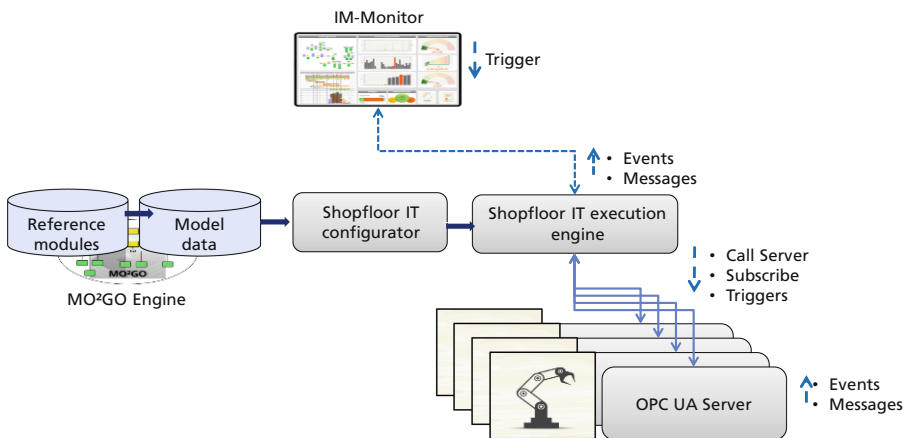 IM-Monitor
Trigger
• Events
• Messages
Reference
modules
Model
data
Shopfloor IT
configurator
Shopfloor IT execution
engine
MO²GO
MO²GO Engine
• Call Server
• Subscribe
• Triggers
OPC UA Server
• Events
• Messages